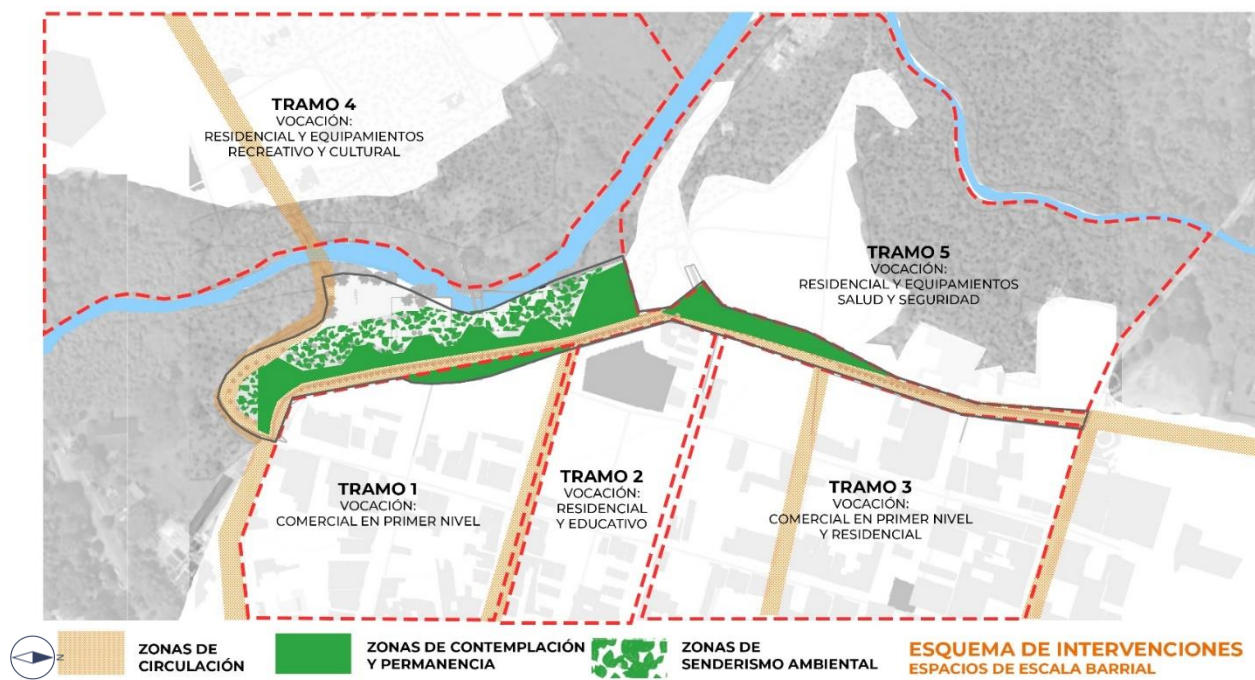 TRAMO 4
VOCACIÓN:
RESIDENCIAL Y EQUIPAMIENTOS
RECREATIVO Y CULTURAL
TRAMO 5
VOCACIÓN:
RESIDENCIAL Y EQUIPAMIENTOS
SALUD Y SEGURIDAD
TRAMO 1
VOCACIÓN:
COMERCIAL EN PRIMER NIVEL
TRAMO 2
VOCACIÓN:
RESIDENCIAL
Y EDUCATIVO
TRAMO 3
VOCACIÓN:
COMERCIAL EN PRIMER NIVEL
Y RESIDENCIAL
N
ZONAS DE
CIRCULACIÓN
ZONAS DE CONTEMPLACIÓN
Y PERMANENCIA
ZONAS DE
SENDERISMO AMBIENTAL
ESQUEMA DE INTERVENCIONES
ESPACIOS DE ESCALA BARRIAL